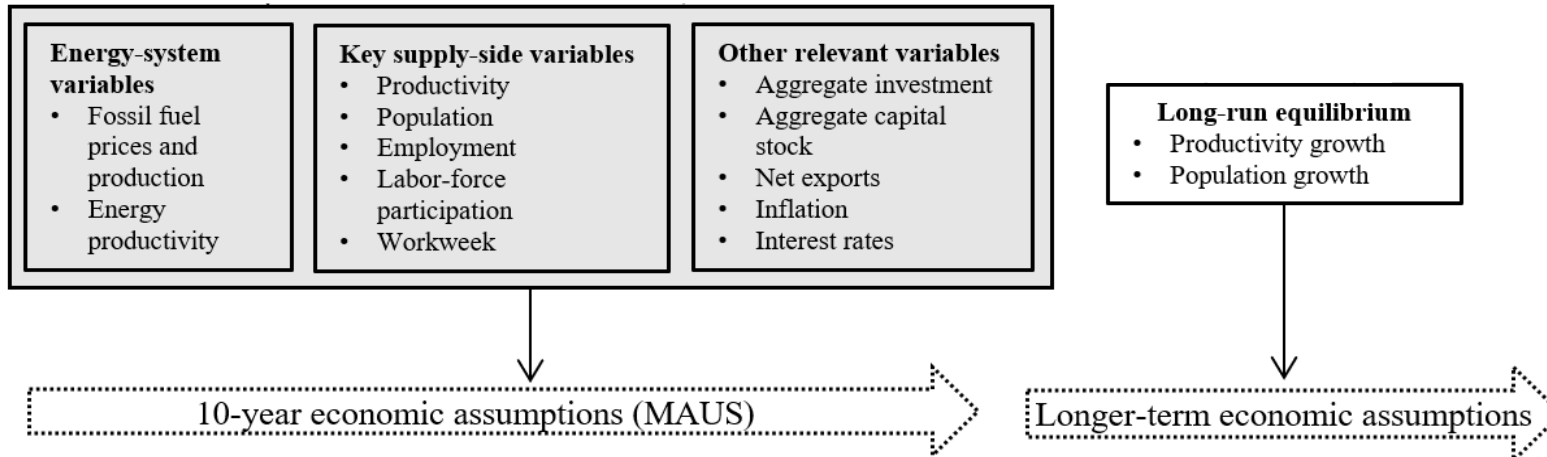 Energy-system
variables
• Fossil fuel
prices and
production
• Energy
productivity
Key supply-side variables
• Productivity
• Population
• Employment
• Labor-force
participation
• Workweek
Other relevant variables
• Aggregate investment
• Aggregate capital
stock
• Net exports
• Inflation
• Interest rates
Long-run equilibrium
• Productivity growth
• Population growth
10-year economic assumptions (MAUS)
Longer-term economic assumptions